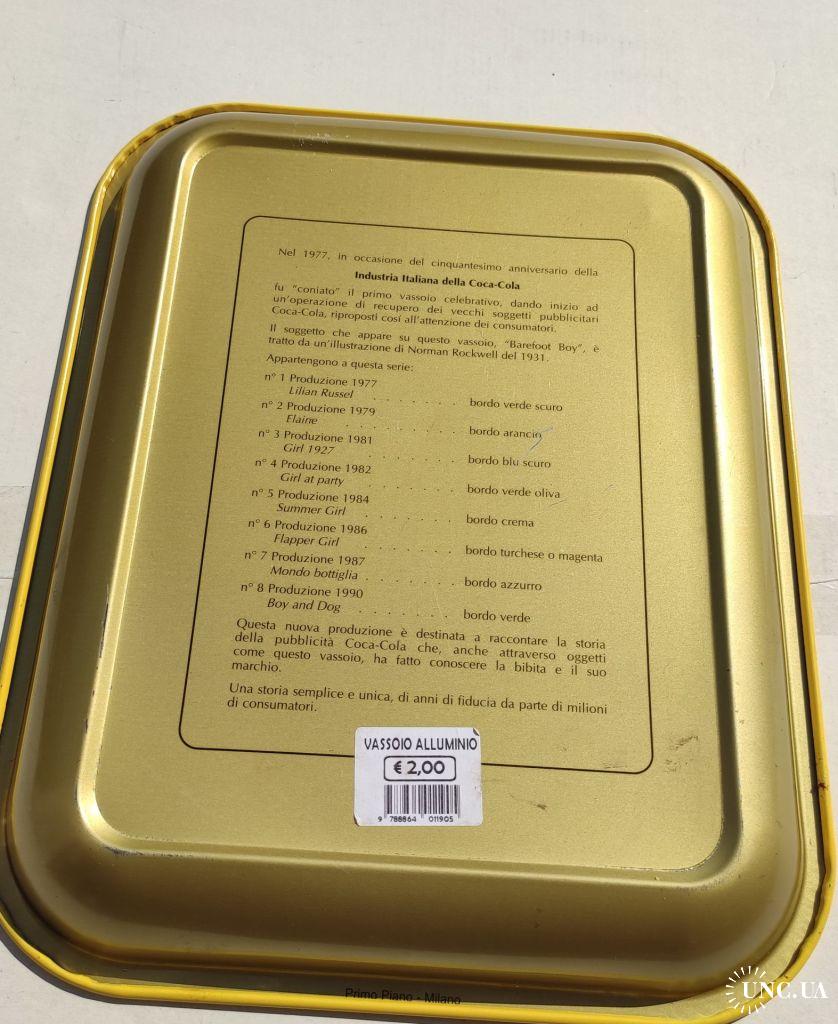 Nel 1977, in occasione del cinquantesimo anniversario della
Industria Italiana della Coca-Cola
fu "coniato" il primo vassoio celebrativo, dando inizio ad
un'operazione di recupero dei vecchi soggetti pubblicitari
Coca-Cola, riproposti così all'attenzione dei consumatori.
Il soggetto che appare su questo vassoio, "Barefoot Boy", è
tratto da un'illustrazione di Norman Rockwell del 1931.
Appartengono a questa serie:
n° 1 Produzione 1977
Lilian Russel . . . . . . . . bordo verde scuro
n° 2 Produzione 1979
Elaine . . . . . . . . . . bordo arancio
n° 3 Produzione 1981
Girl 1927 . . . . . . . . . bordo blu scuro
n° 4 Produzione 1982
Girl at party . . . . . . . . bordo verde oliva
n° 5 Produzione 1984
Summer Girl . . . . . . . . bordo crema
n° 6 Produzione 1986
Flapper Girl . . . . . . . . bordo turchese o magenta
n° 7 Produzione 1987
Mondo bottiglia . . . . . . . bordo azzurro
n° 8 Produzione 1990
Boy and Dog . . . . . . . bordo verde
Questa nuova produzione è destinata a raccontare la storia
della pubblicità Coca-Cola che, anche attraverso oggetti
come questo vassoio, ha fatto conoscere la bibita e il suo
marchio.
Una storia semplice e unica, di anni di fiducia da parte di milioni
di consumatori.
VASSOIO ALLUMINIO
€ 2,00
9 788864 011905
Primo Piano - Milano
UNC.UA